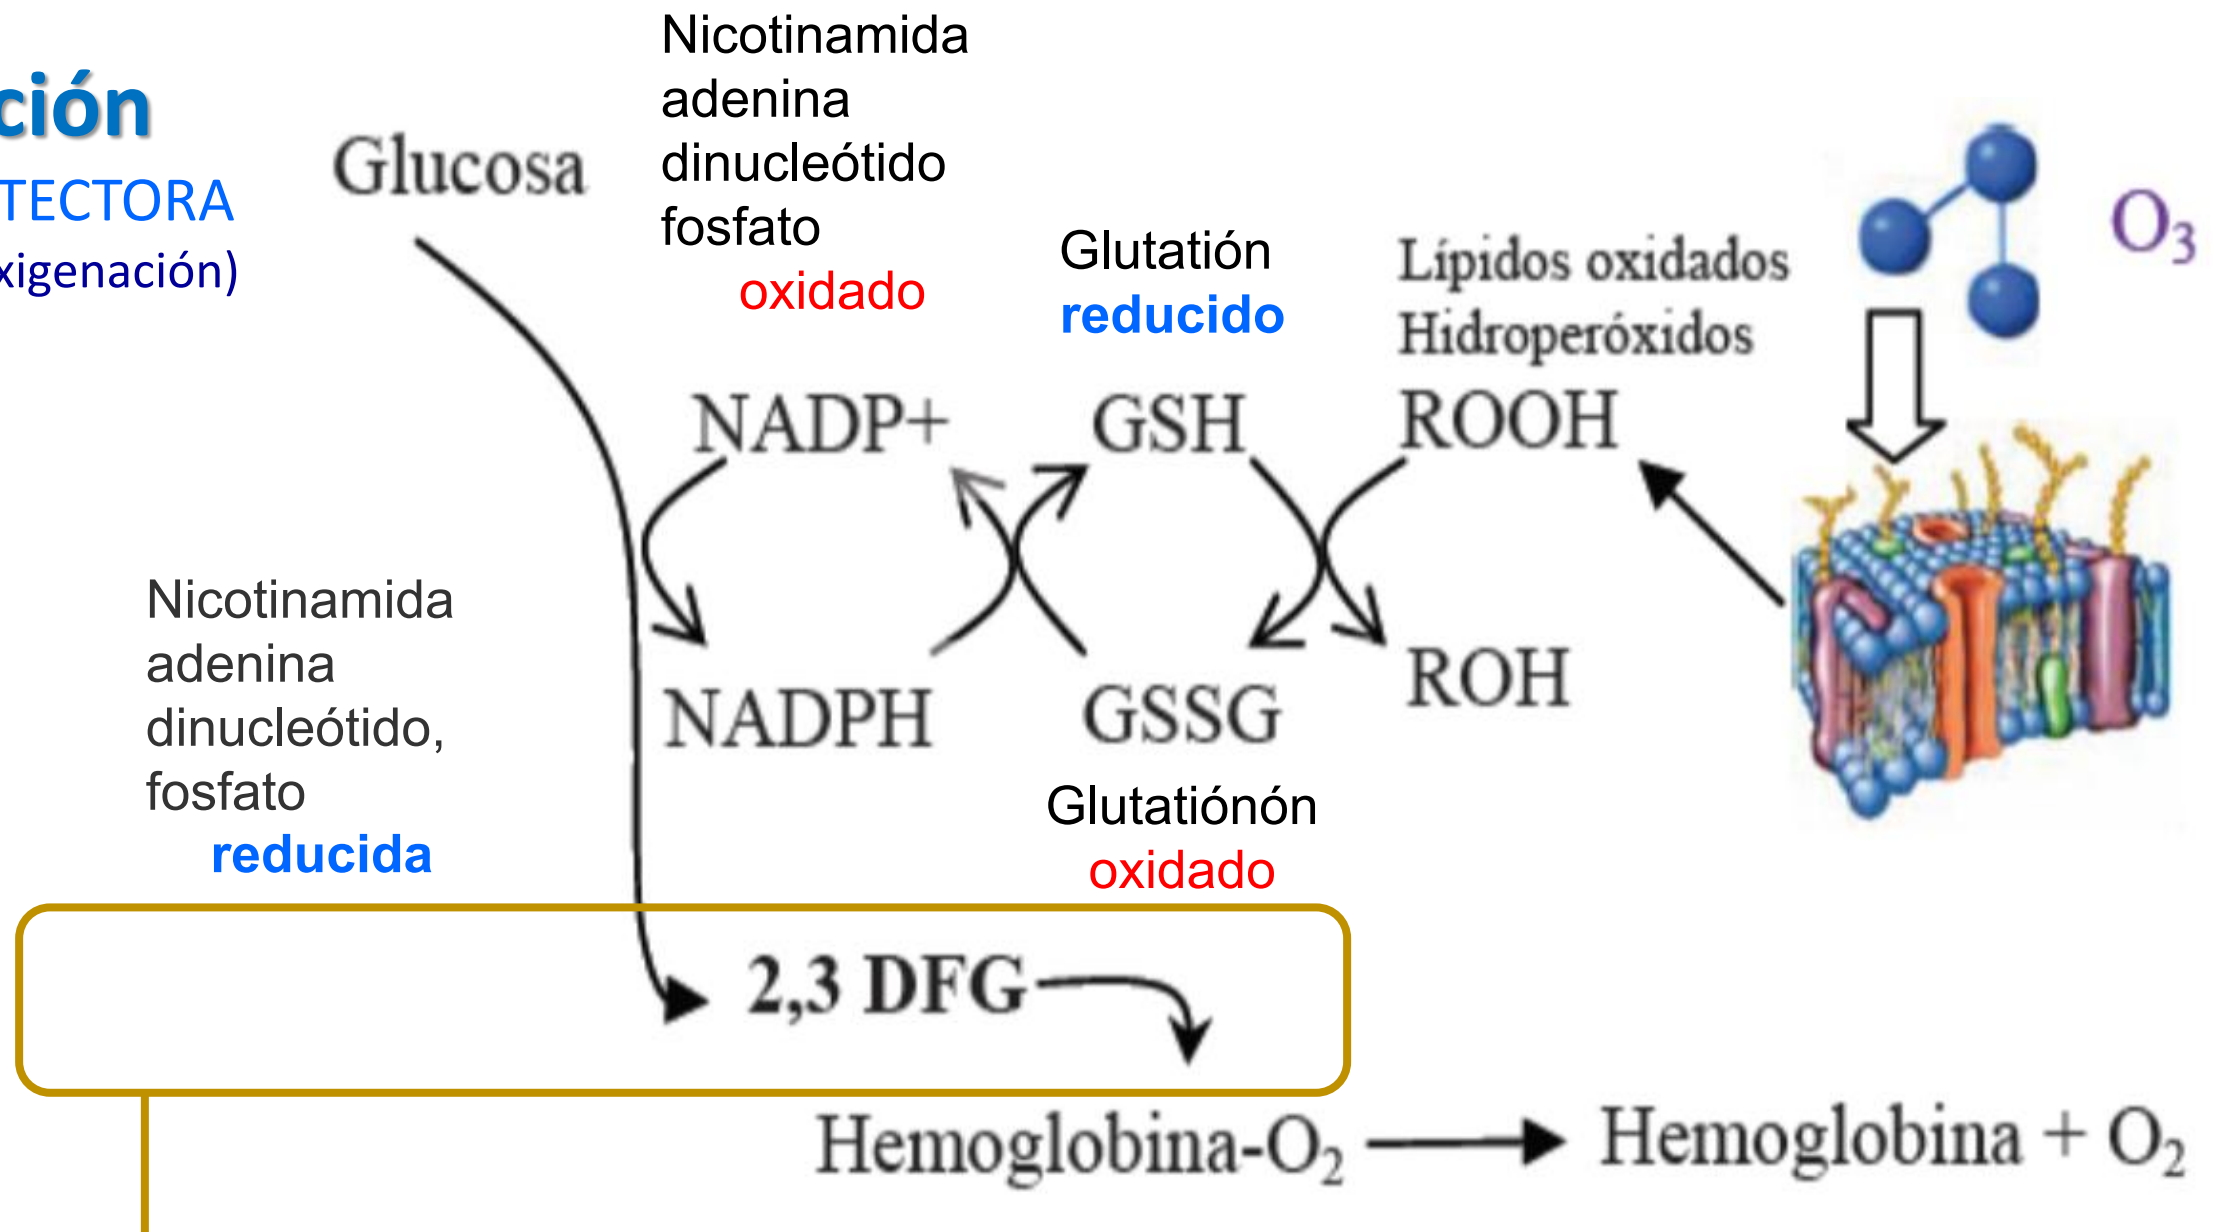 ción
TECTORA
xigenación)
Glucosa
Nicotinamida
adenina
dinucleótido
fosfato
oxidado
Glutatión
reducido
Lípidos oxidados
Hidroperóxidos
O₃
NADP+
GSH
ROOH
Nicotinamida
adenina
dinucleótido,
fosfato
reducida
NADPH
GSSG
ROH
Glutatiónón
oxidado
2,3 DFG
Hemoglobina-O₂
Hemoglobina + O₂